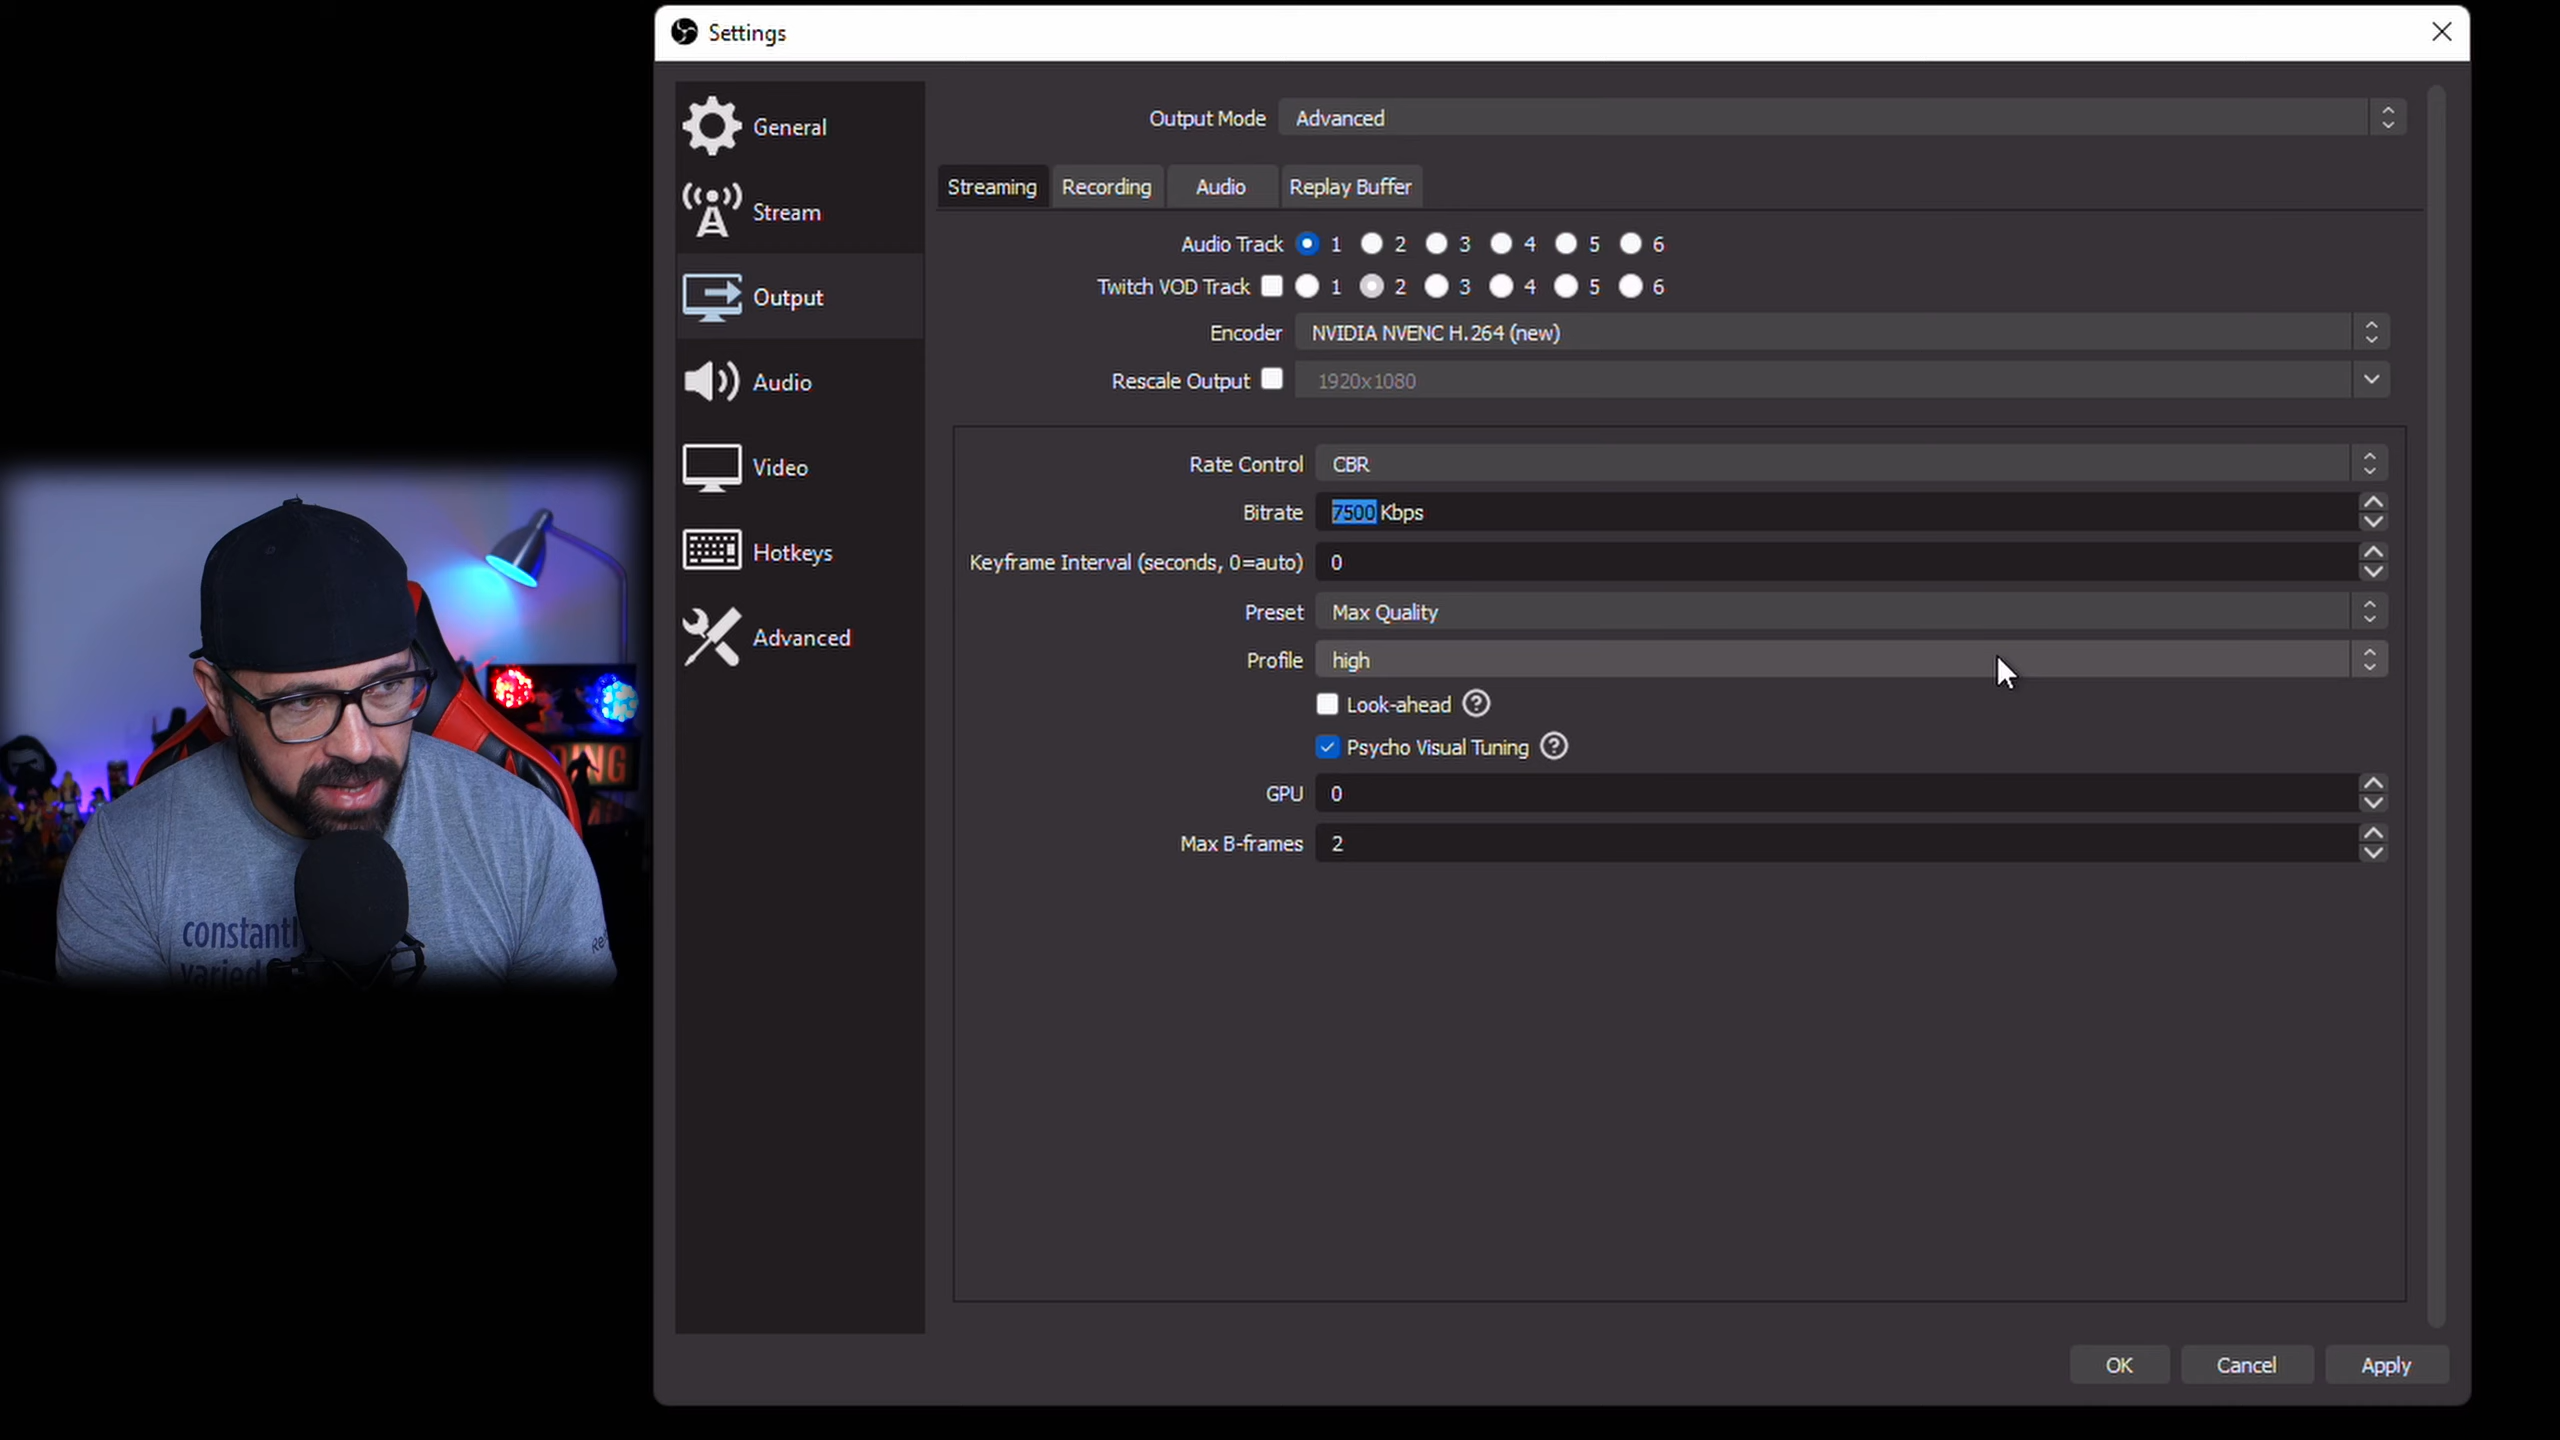 Settings
General
Stream
Output
Audio
Video
Hotkeys
Advanced
Output Mode Advanced
Streaming Recording Audio Replay Buffer
Audio Track 1 2 3 4 5 6
Twitch VOD Track 1 2 3 4 5 6
Encoder NVIDIA NVENC H.264 (new)
Rescale Output 1920x1080
Rate Control CBR
Bitrate 7500 Kbps
Keyframe Interval (seconds, 0=auto) 0
Preset Max Quality
Profile high
Look-ahead ?
Psycho Visual Tuning ?
GPU 0
Max B-frames 2
OK Cancel Apply
constantl
varied